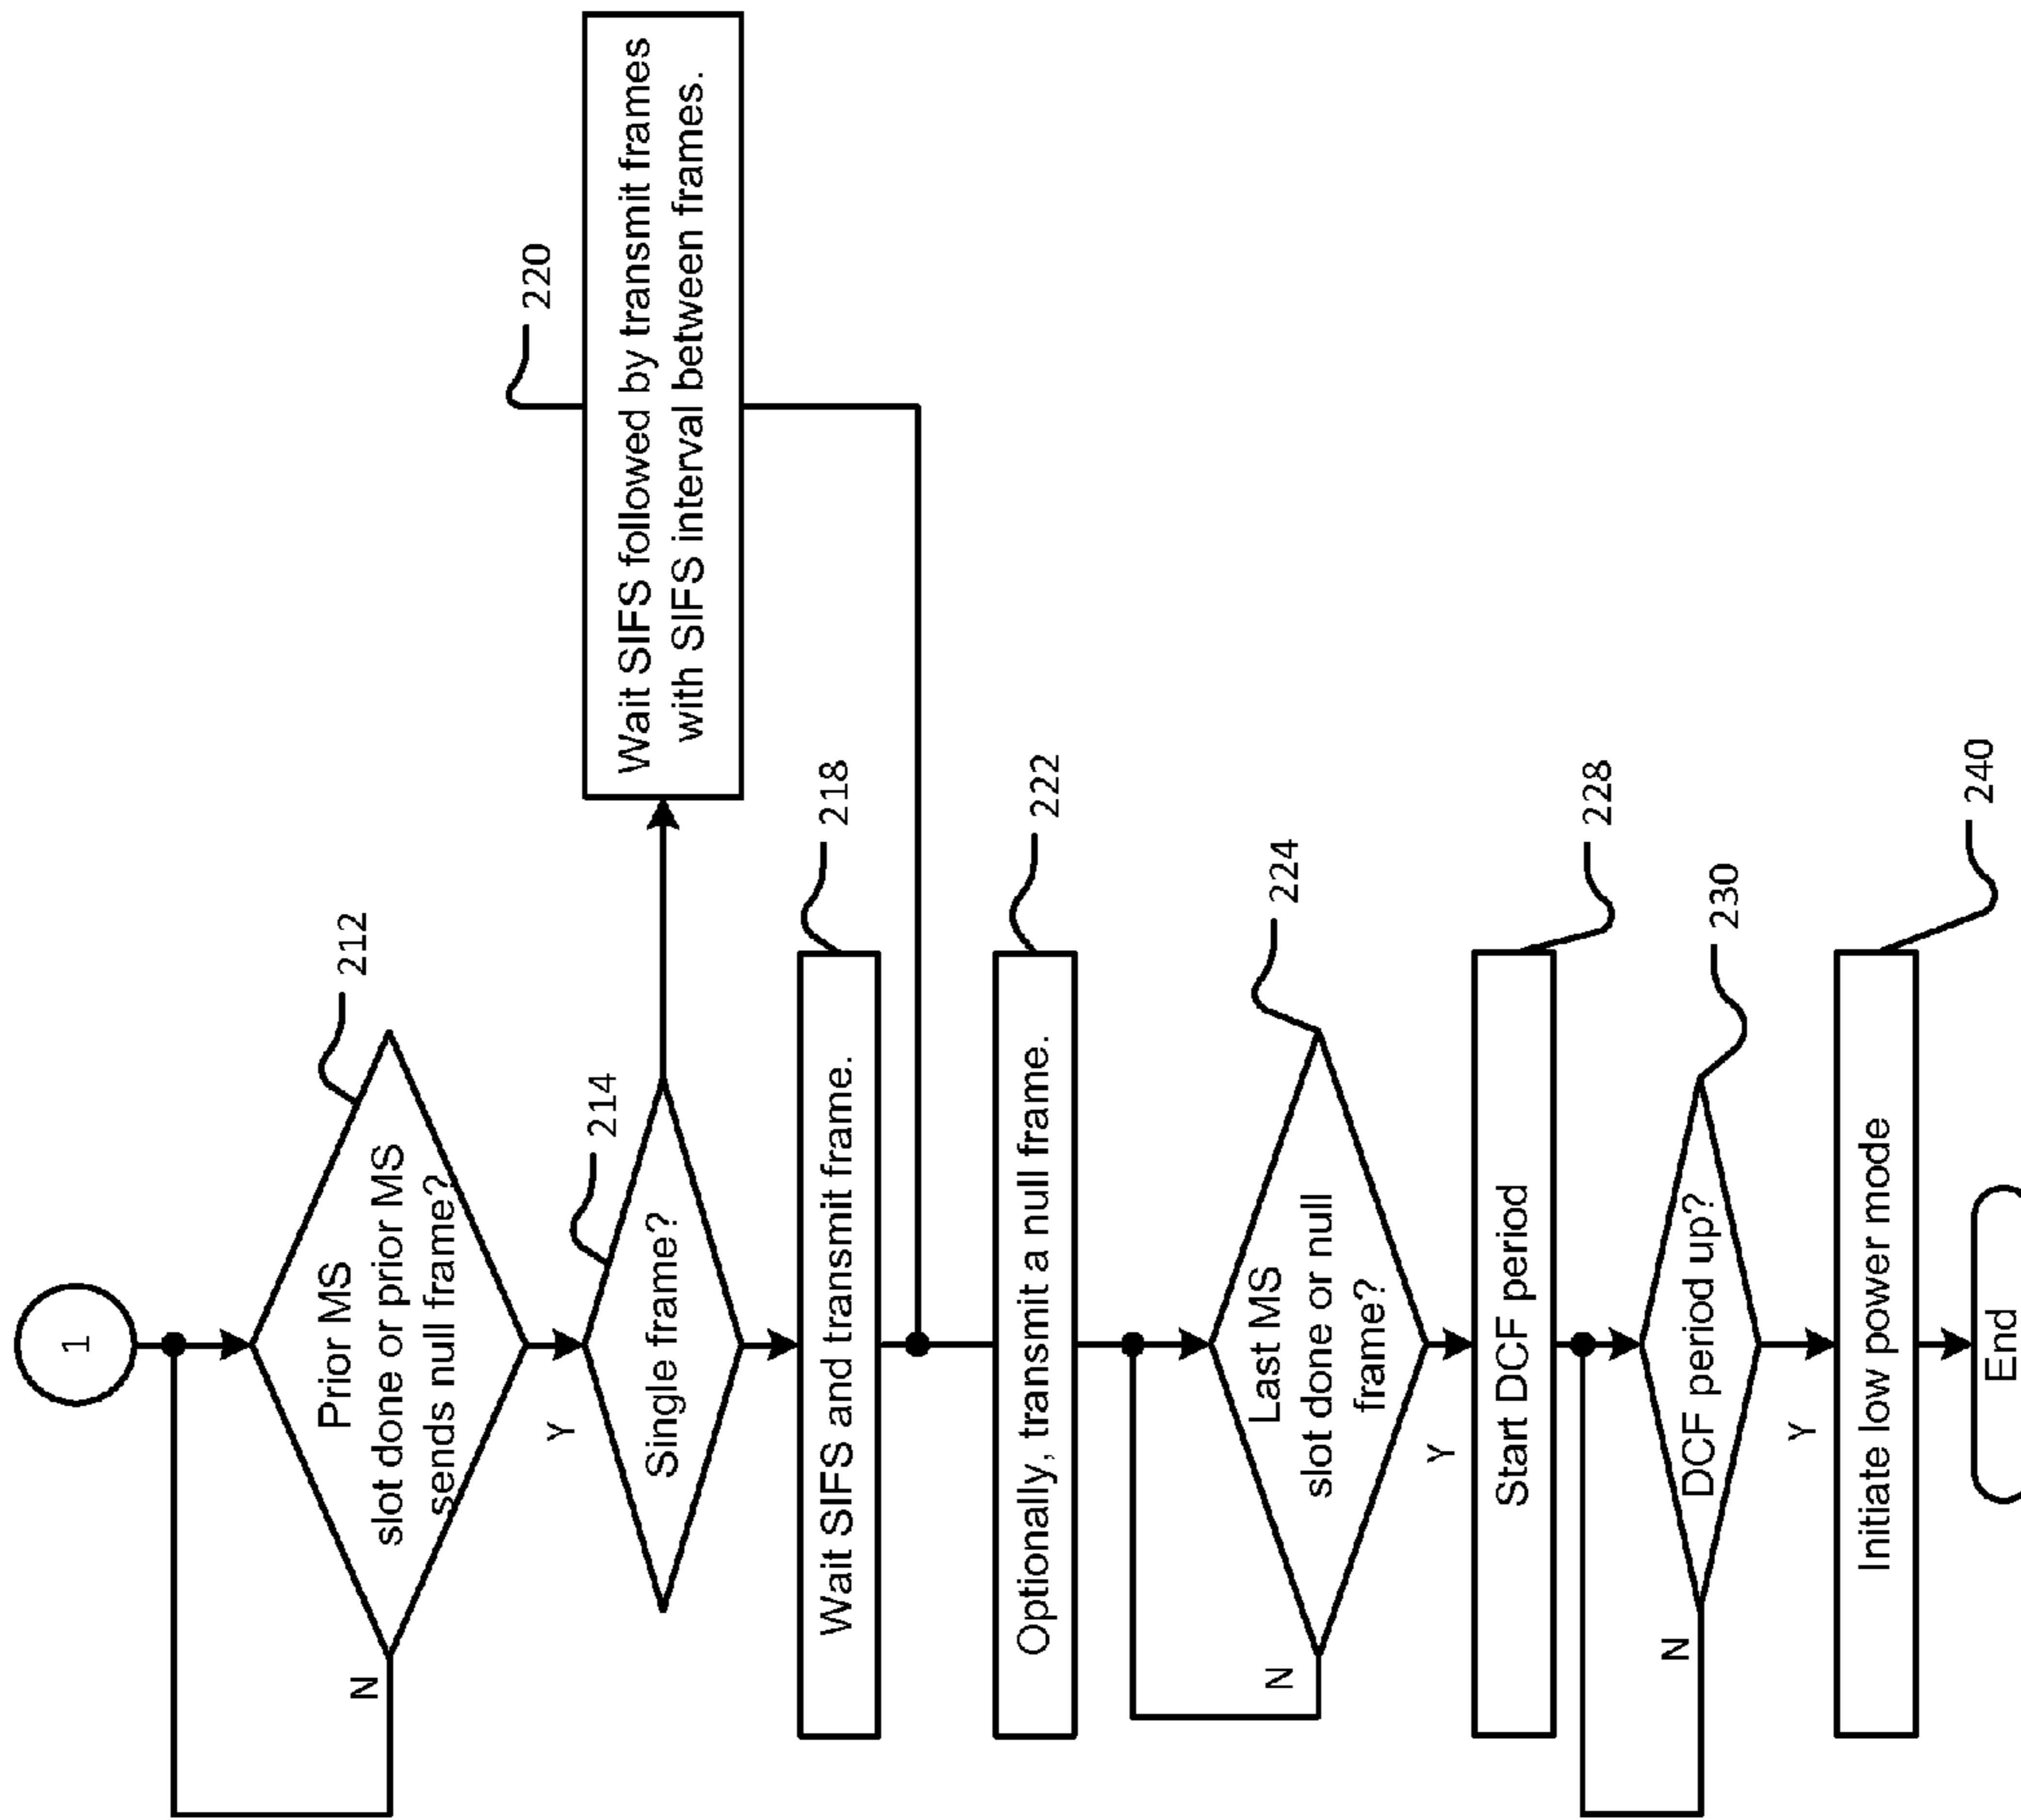 1
Prior MS
slot done or prior MS
sends null frame?
212
N
Y
Single frame?
214
Wait SIFS followed by transmit frames
with SIFS interval between frames.
220
Wait SIFS and transmit frame.
218
Optionally, transmit a null frame.
222
Last MS
slot done or null
frame?
224
N
Y
Start DCF period
228
DCF period up?
230
N
Y
Initiate low power mode
240
End